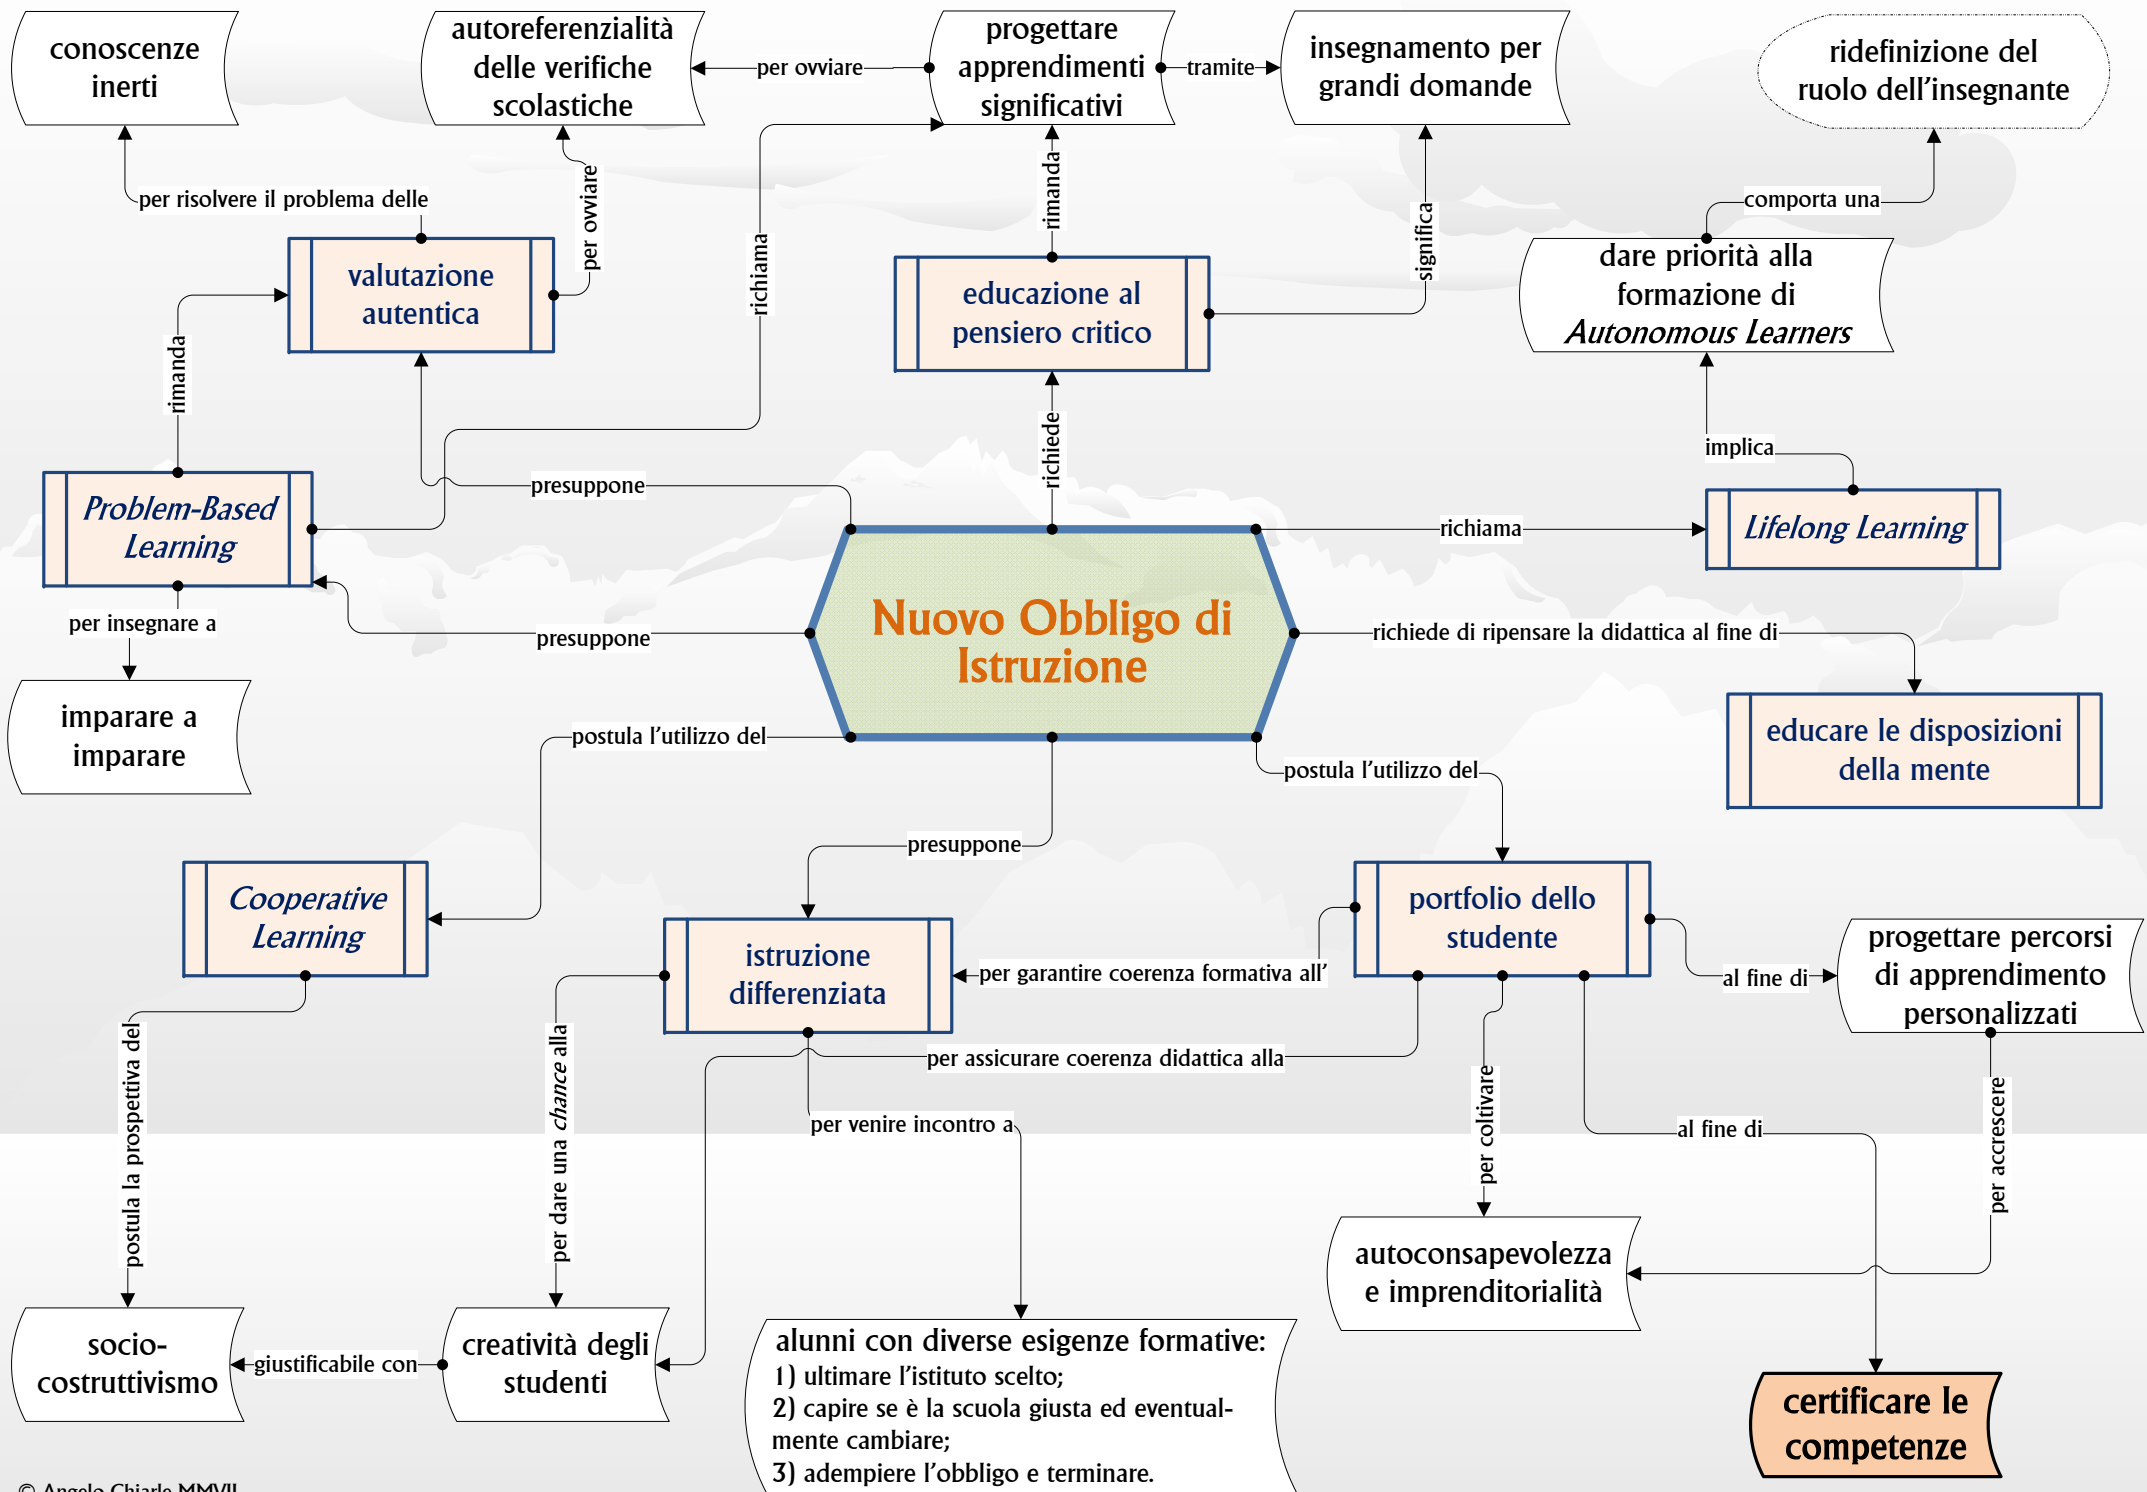 conoscenze
inerti
autoreferenzialità
delle verifiche
scolastiche
per ovviare
progettare
apprendimenti
significativi
tramite
insegnamento per
grandi domande
ridefinizione del
ruolo dell'insegnante
per risolvere il problema delle
per ovviare
richiama
rimanda
significa
comporta una
valutazione
autentica
educazione al
pensiero critico
dare priorità alla
formazione di
Autonomous Learners
rimanda
richiede
implica
presuppone
Problem-Based
Learning
richiama
Lifelong Learning
per insegnare a
presuppone
Nuovo Obbligo di
Istruzione
richiede di ripensare la didattica al fine di
imparare a
imparare
postula l'utilizzo del
postula l'utilizzo del
educare le disposizioni
della mente
presuppone
Cooperative
Learning
istruzione
differenziata
per garantire coerenza formativa all'
portfolio dello
studente
al fine di
progettare percorsi
di apprendimento
personalizzati
postula la prospettiva del
per dare una chance alla
per assicurare coerenza didattica alla
per venire incontro a
per coltivare
al fine di
per accrescere
autoconsapevolezza
e imprenditorialità
socio-
costruttivismo
giustificabile con
creatività degli
studenti
alunni con diverse esigenze formative:
1) ultimare l'istituto scelto;
2) capire se è la scuola giusta ed eventual-
mente cambiare;
3) adempiere l'obbligo e terminare.
certificare le
competenze
© Angelo Chiarle MMVII